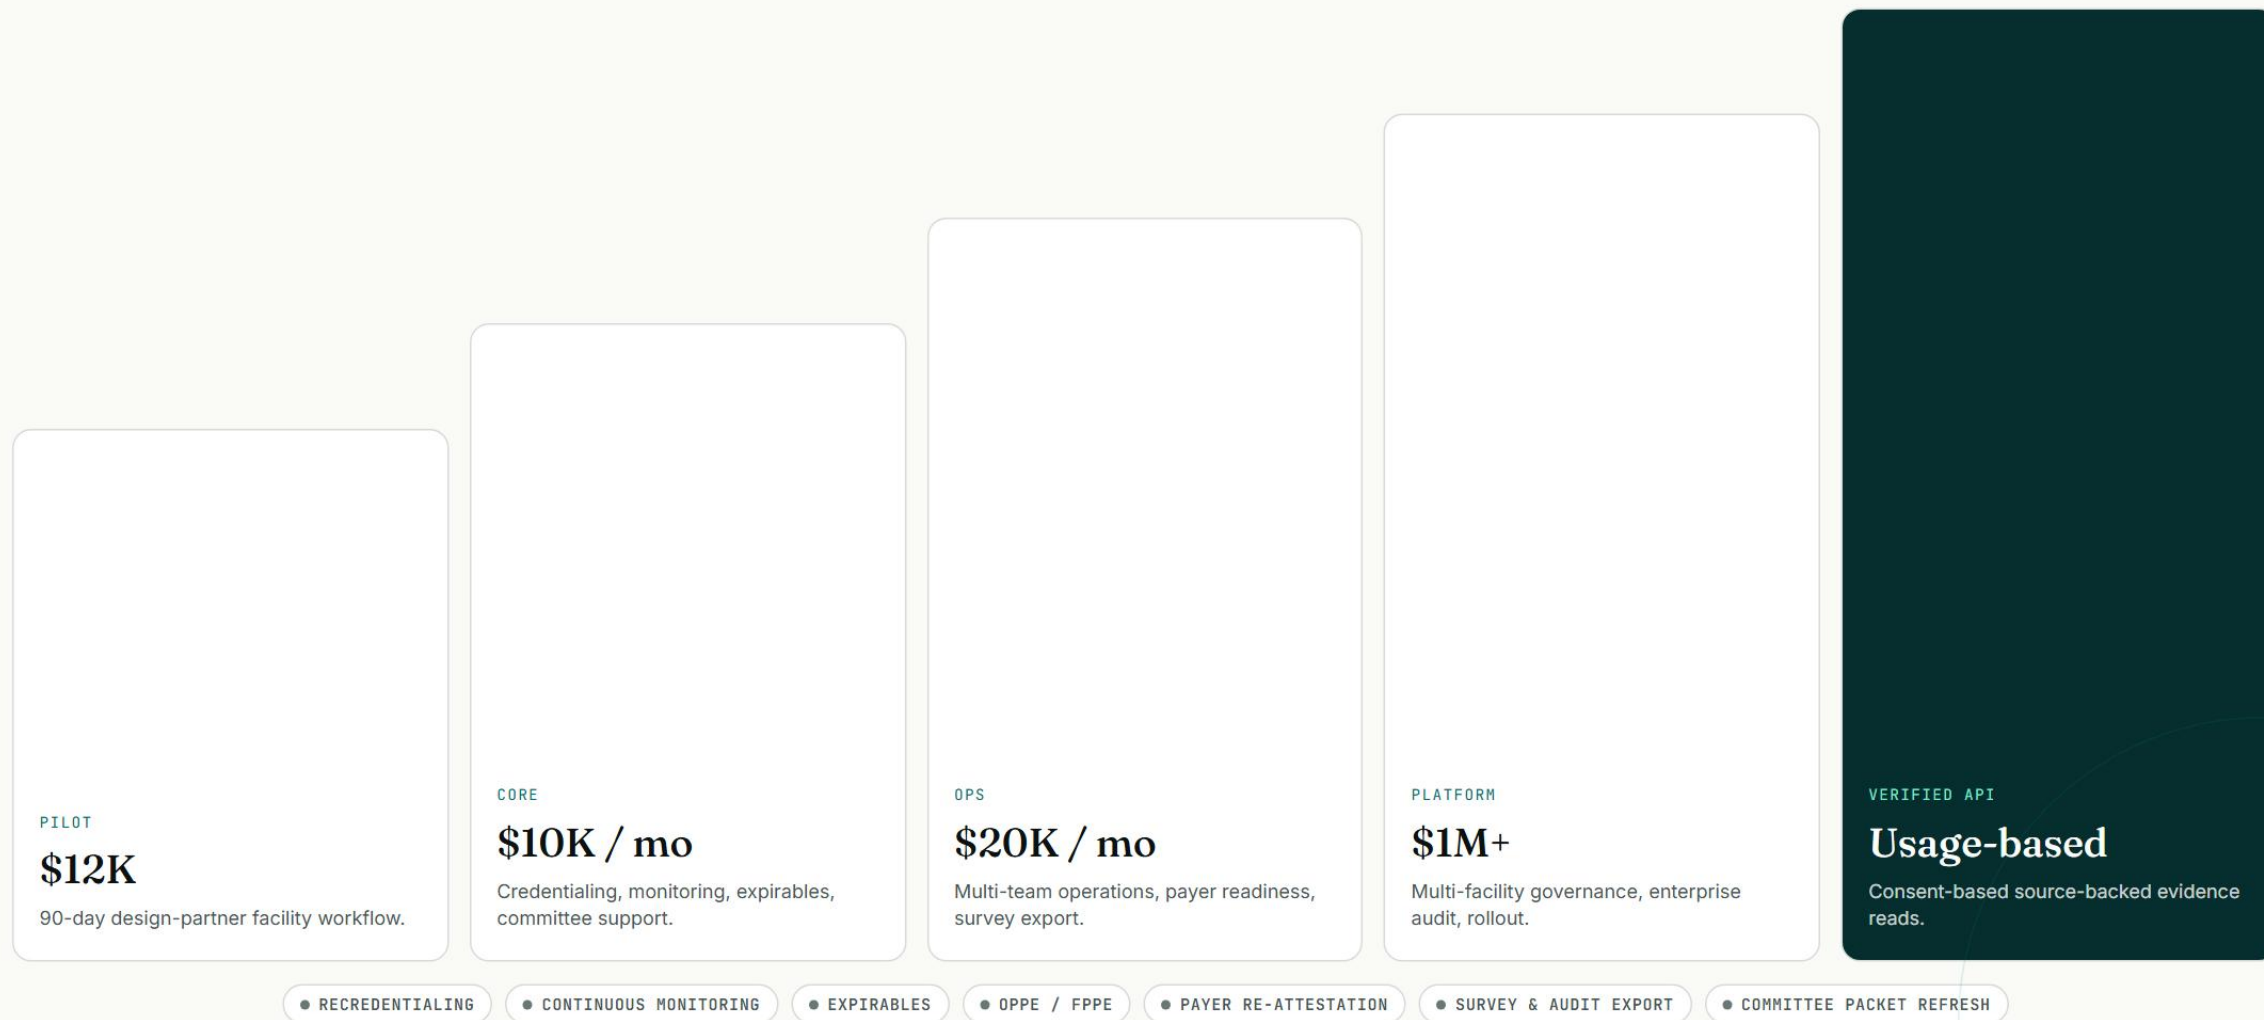 PILOT
$12K
90-day design-partner facility workflow.
CORE
$10K / mo
Credentialing, monitoring, expirables,
committee support.
OPS
$20K / mo
Multi-team operations, payer readiness,
survey export.
PLATFORM
$1M+
Multi-facility governance, enterprise
audit, rollout.
VERIFIED API
Usage-based
Consent-based source-backed evidence
reads.
RECREDENTIALING
CONTINUOUS MONITORING
EXPIRABLES
OPPE / FPPE
PAYER RE-ATTESTATION
SURVEY & AUDIT EXPORT
COMMITTEE PACKET REFRESH